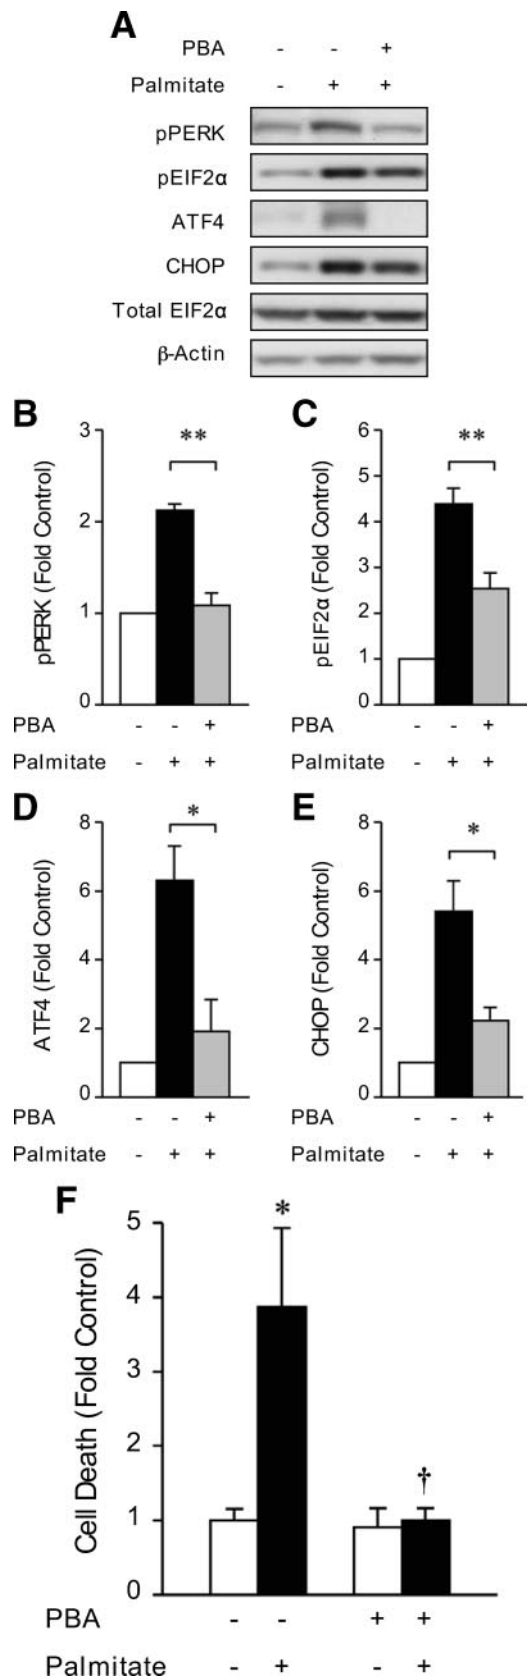 A
PBA - - +
Palmitate - + +
pPERK
pEIF2α
ATF4
CHOP
Total EIF2α
β-Actin
B
pPERK (Fold Control)
3
2
1
0
**
PBA - - +
Palmitate - + +
C
pEIF2α (Fold Control)
6
5
4
3
2
1
0
**
PBA - - +
Palmitate - + +
D
ATF4 (Fold Control)
8
6
4
2
0
*
PBA - - +
Palmitate - + +
E
CHOP (Fold Control)
8
6
4
2
0
*
PBA - - +
Palmitate - + +
F
Cell Death (Fold Control)
5
4
3
2
1
0
*
†
PBA - - + +
Palmitate - + - +